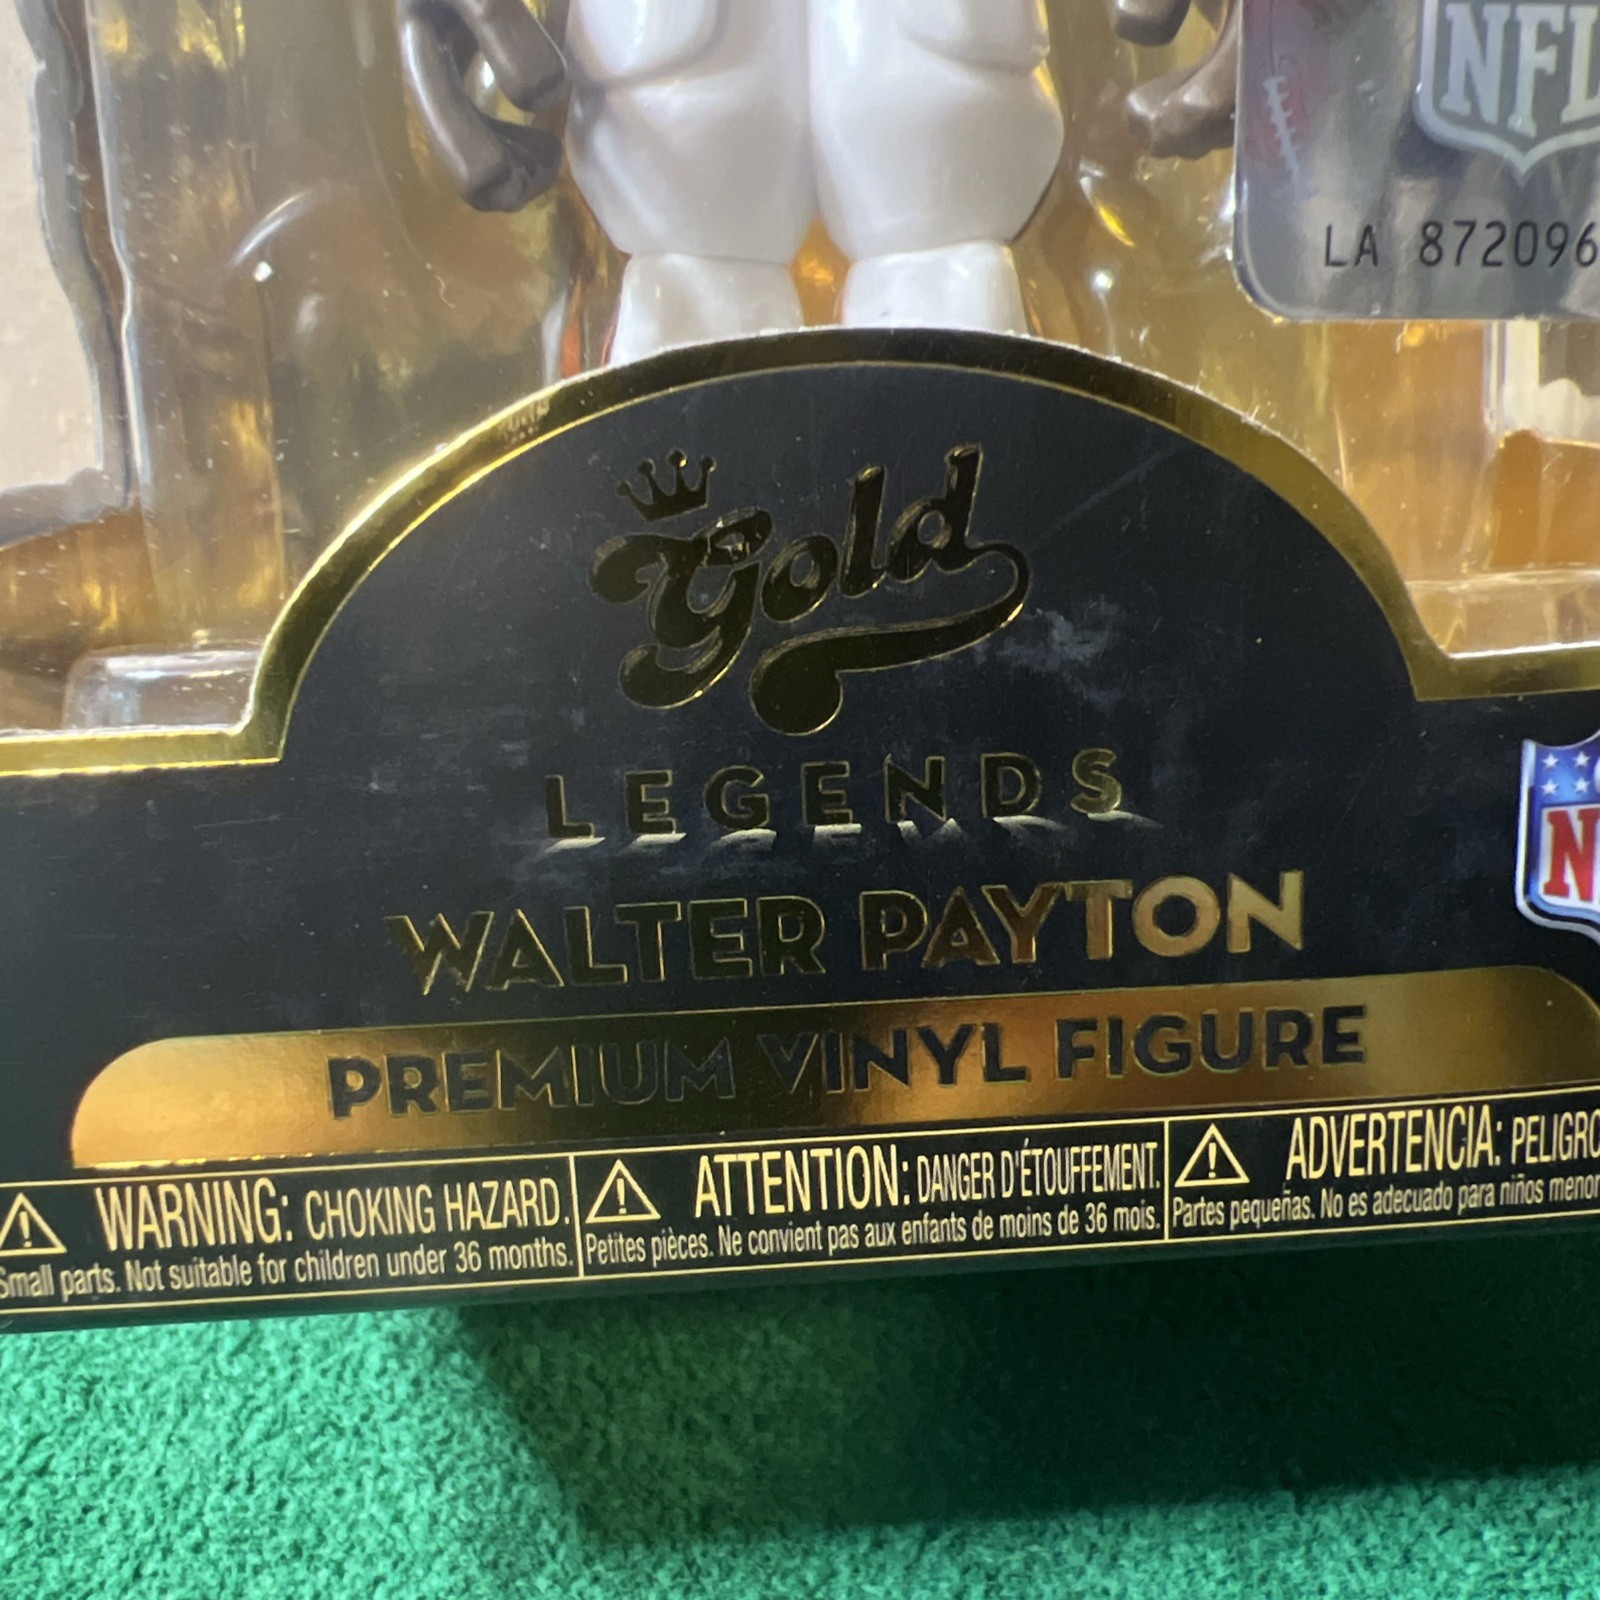 NFL
LA 872096
Gold
LEGENDS
WALTER PAYTON
PREMIUM VINYL FIGURE
WARNING: CHOKING HAZARD.
Small parts. Not suitable for children under 36 months.
ATTENTION: DANGER D'ÉTOUFFEMENT.
Petites pièces. Ne convient pas aux enfants de moins de 36 mois.
ADVERTENCIA: PELIGRO
Partes pequeñas. No es adecuado para niños